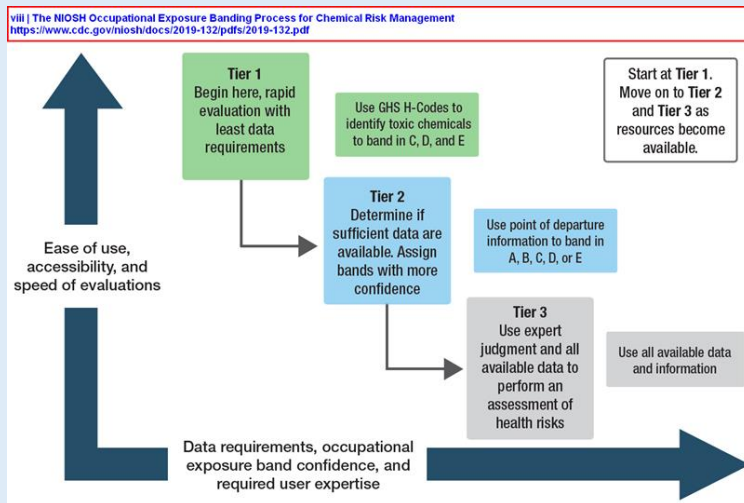 viii | The NIOSH Occupational Exposure Banding Process for Chemical Risk Management
https://www.cdc.gov/niosh/docs/2019-132/pdfs/2019-132.pdf
Tier 1
Begin here, rapid
evaluation with
least data
requirements
Use GHS H-Codes to
identify toxic chemicals
to band in C, D, and E
Start at Tier 1.
Move on to Tier 2
and Tier 3 as
resources become
available.
Tier 2
Determine if
sufficient data are
available. Assign
bands with more
confidence
Use point of departure
information to band in
A, B, C, D, or E
Ease of use,
accessibility, and
speed of evaluations
Tier 3
Use expert
judgment and all
available data to
perform an
assessment of
health risks
Use all available data
and information
Data requirements, occupational
exposure band confidence, and
required user expertise